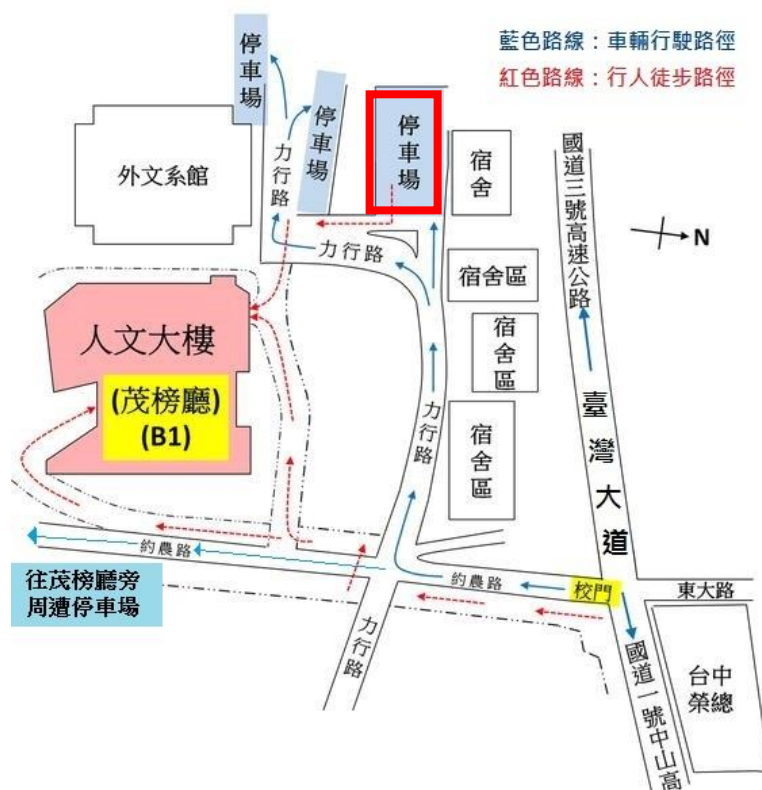 藍色路線：車輛行駛路徑
紅色路線：行人徒步路徑
停車場
停車場
停車場
外文系館
力行路
宿舍
國道三號高速公路
N
力行路
宿舍區
人文大樓
(茂榜廳)
(B1)
宿舍區
力行路
宿舍區
臺灣大道
約農路
往茂榜廳旁
周遭停車場
約農路
校門
東大路
力行路
國道一號中山高
台中
榮總